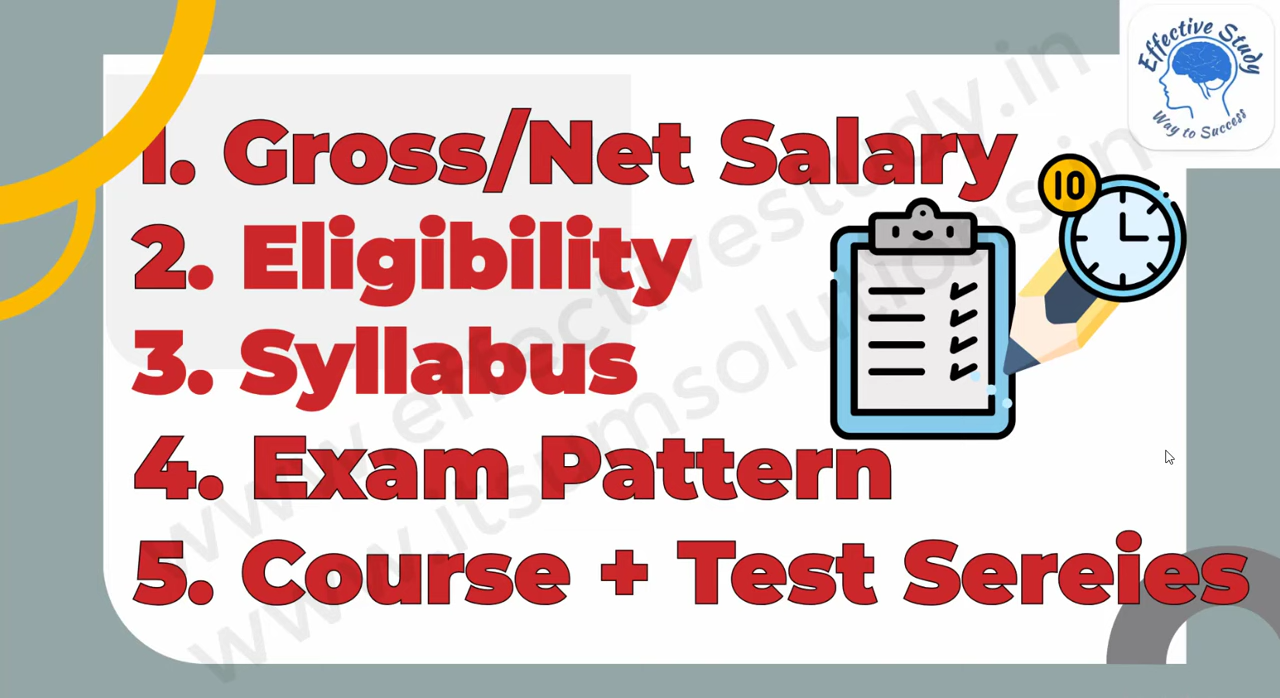 Effective Study
Way to Success
1. Gross/Net Salary
10
2. Eligibility
3. Syllabus
4. Exam Pattern
5. Course + Test Sereies
www.effectivestudy.in
www.itsumsolutions.in